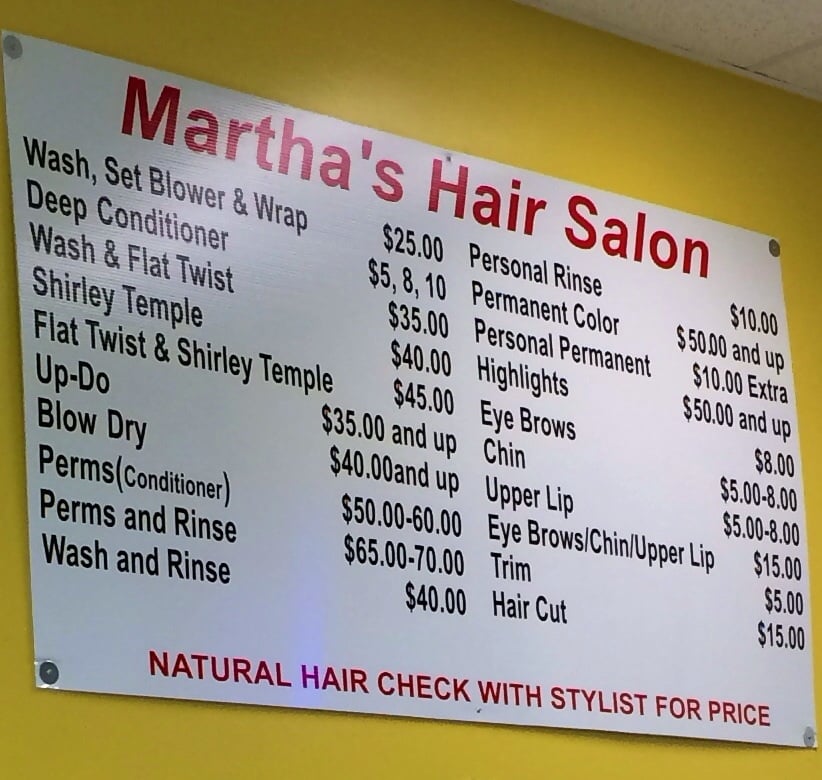 Martha's Hair Salon
Wash, Set Blower & Wrap $25.00
Deep Conditioner $5, 8, 10
Wash & Flat Twist $35.00
Shirley Temple $40.00
Flat Twist & Shirley Temple $45.00
Up-Do $35.00 and up
Blow Dry $40.00and up
Perms(Conditioner) $50.00-60.00
Perms and Rinse $65.00-70.00
Wash and Rinse $40.00
Personal Rinse $10.00
Permanent Color $50.00 and up
Personal Permanent $10.00 Extra
Highlights $50.00 and up
Eye Brows $8.00
Chin $5.00-8.00
Upper Lip $5.00-8.00
Eye Brows/Chin/Upper Lip $15.00
Trim $5.00
Hair Cut $15.00
NATURAL HAIR CHECK WITH STYLIST FOR PRICE